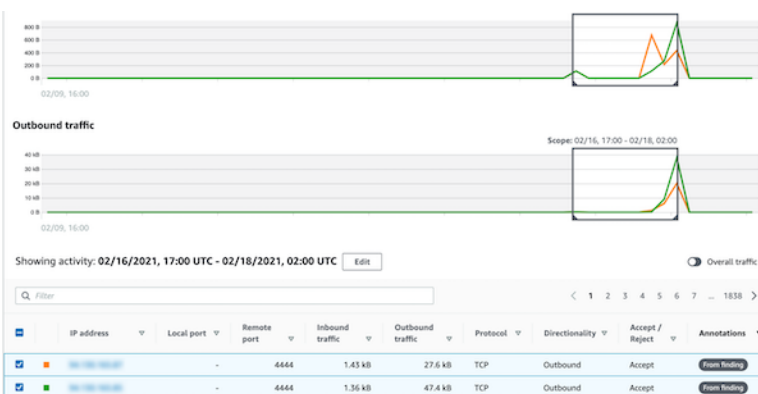 800 B
600 B
400 B
200 B
0 B
02/09, 16:00
Outbound traffic
Scope: 02/16, 17:00 - 02/18, 02:00
40 kB
30 kB
20 kB
10 kB
0 B
02/09, 16:00
Showing activity: 02/16/2021, 17:00 UTC - 02/18/2021, 02:00 UTC Edit Overall traffic
Filter < 1 2 3 4 5 6 7 ... 1838 >
IP address Local port Remote port Inbound traffic Outbound traffic Protocol Directionality Accept / Reject Annotations
- 4444 1.43 kB 27.6 kB TCP Outbound Accept From finding
- 4444 1.36 kB 47.4 kB TCP Outbound Accept From finding